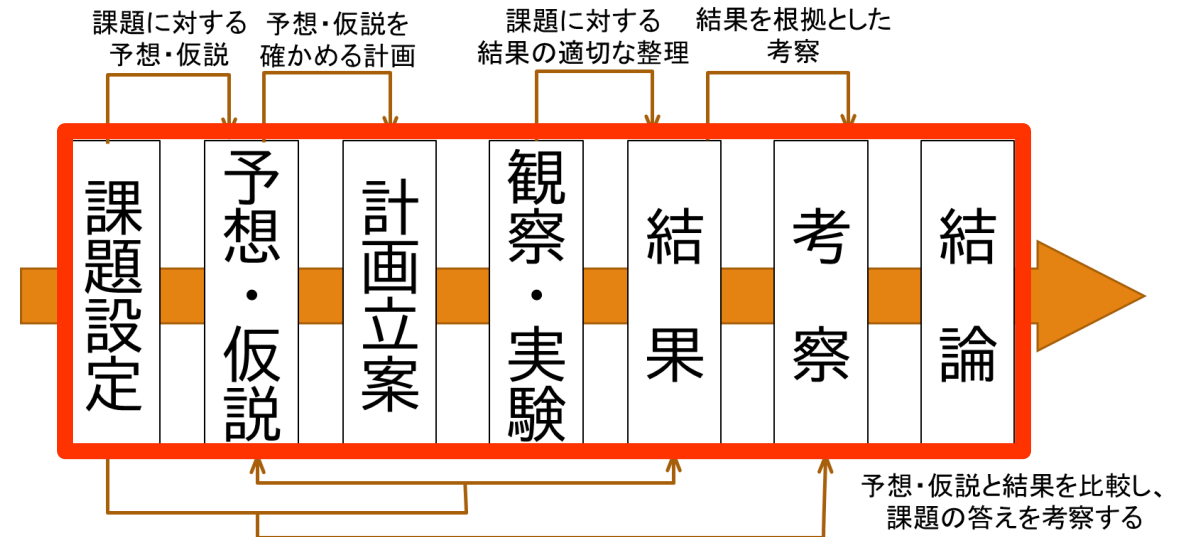 課題に対する
予想・仮説
予想・仮説を
確かめる計画
課題に対する
結果の適切な整理
結果を根拠とした
考察
課題設定
予想・仮説
計画立案
観察・実験
結果
考察
結論
予想・仮説と結果を比較し、
課題の答えを考察する